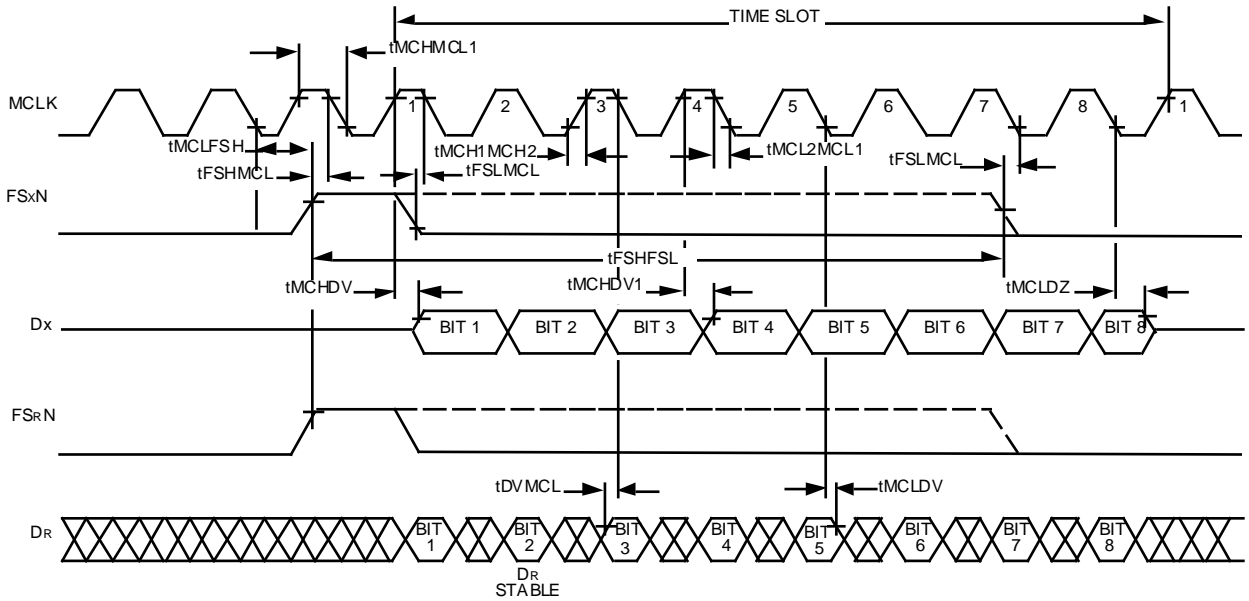 TIME SLOT
tMCHMCL1
MCLK
1 2 3 4 5 6 7 8 1
tMCLFSH
tMCH1MCH2
tMCL2MCL1
tFSLMCL
tFSHMCL
tFSLMCL
FSXN
tFSHFSL
tMCHDV
tMCHDV1
tMCLDZ
DX
BIT 1 BIT 2 BIT 3 BIT 4 BIT 5 BIT 6 BIT 7 BIT 8
FSRN
tDVMCL
tMCLDV
DR
BIT 1
BIT 2
BIT 3
BIT 4
BIT 5
BIT 6
BIT 7
BIT 8
DR
STABLE